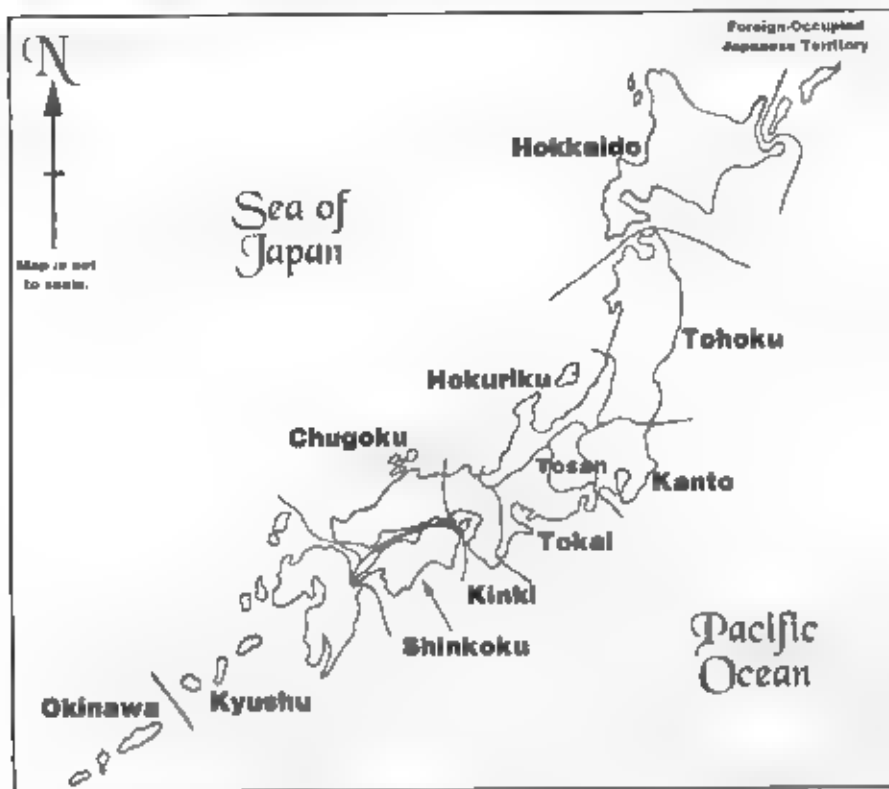 Foreign-Occupied
Japanese Territory
N
Hokkaido
Sea of
Japan
Map is not
to scale.
Tohoku
Hokuriku
Chugoku
Tosan
Kanto
Tokai
Kinki
Shinkoku
Pacific
Ocean
Kyushu
Okinawa